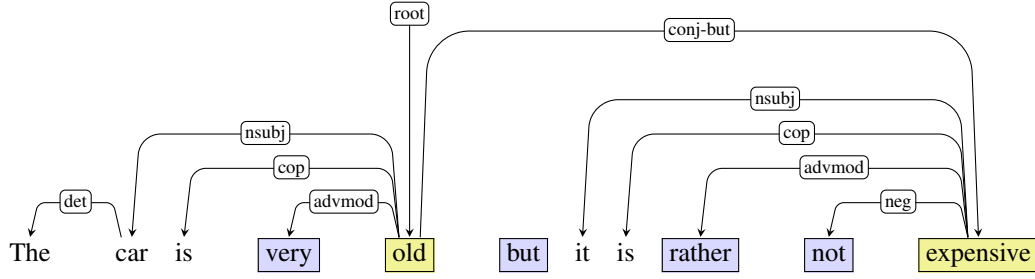 root
conj-but
nsubj
nsubj cop
cop advmod
det advmod neg
The car is very old but it is rather not expensive